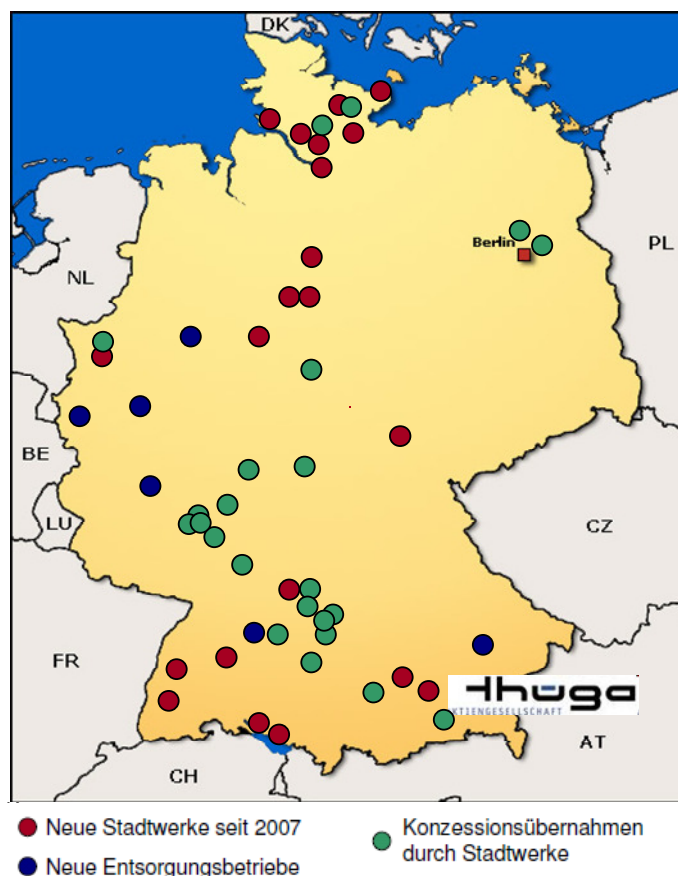 DK
Berlin
PL
NL
BE
LU
CZ
FR
thüga
KTIENGESELLSCHAFT
AT
CH
Neue Stadtwerke seit 2007
Neue Entsorgungsbetriebe
Konzessionsübernahmen
durch Stadtwerke